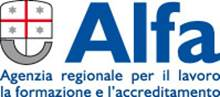 Alfa
Agenzia regionale per il lavoro
la formazione e l'accreditamento